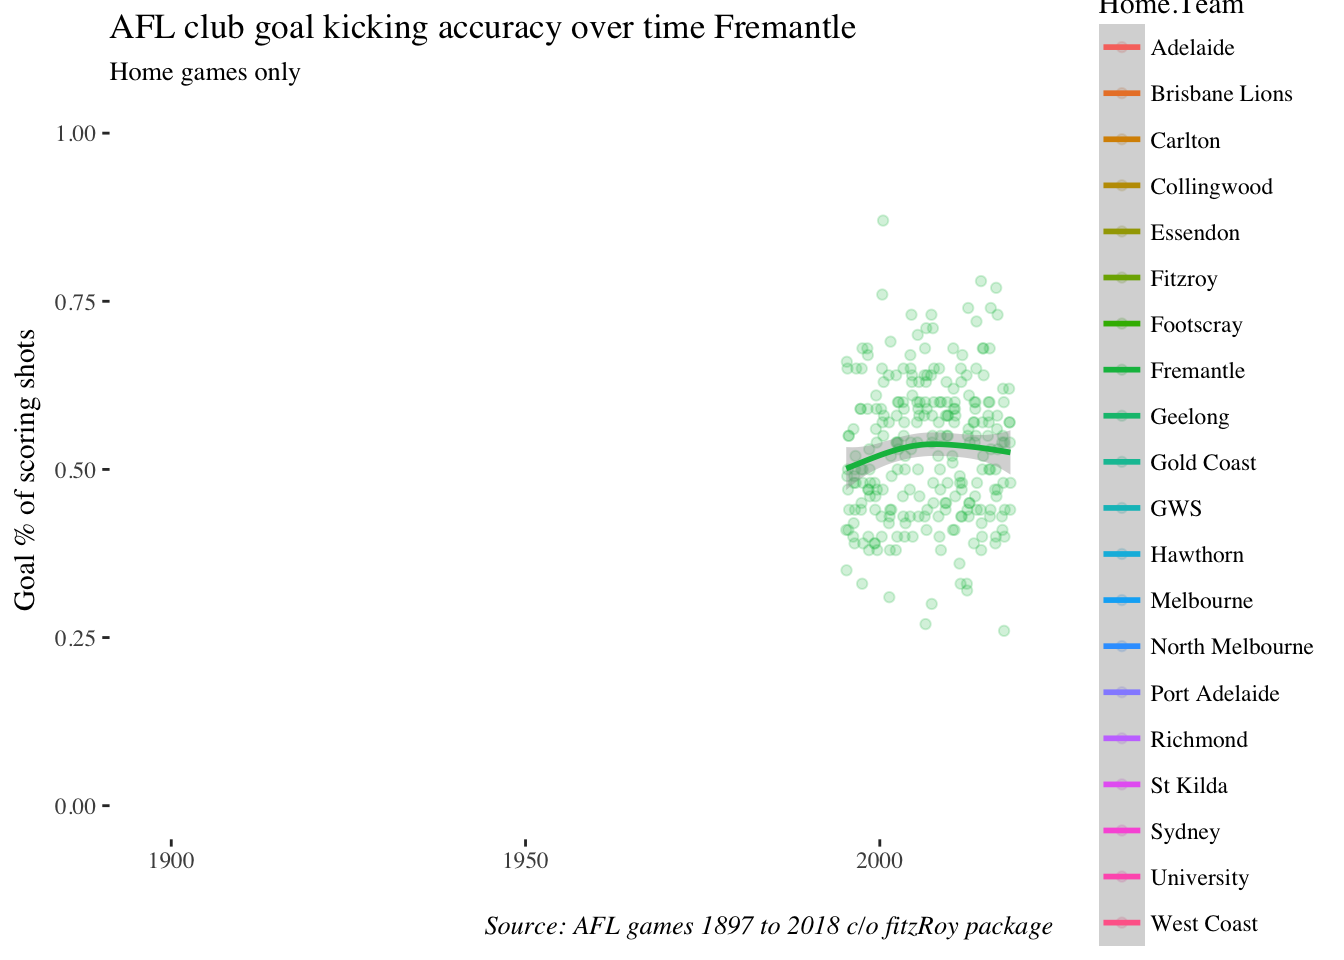 AFL club goal kicking accuracy over time Fremantle
Home games only
Goal % of scoring shots
1.00
0.75
0.50
0.25
0.00
1900
1950
2000
Source: AFL games 1897 to 2018 c/o fitzRoy package
Home.Team
Adelaide
Brisbane Lions
Carlton
Collingwood
Essendon
Fitzroy
Footscray
Fremantle
Geelong
Gold Coast
GWS
Hawthorn
Melbourne
North Melbourne
Port Adelaide
Richmond
St Kilda
Sydney
University
West Coast